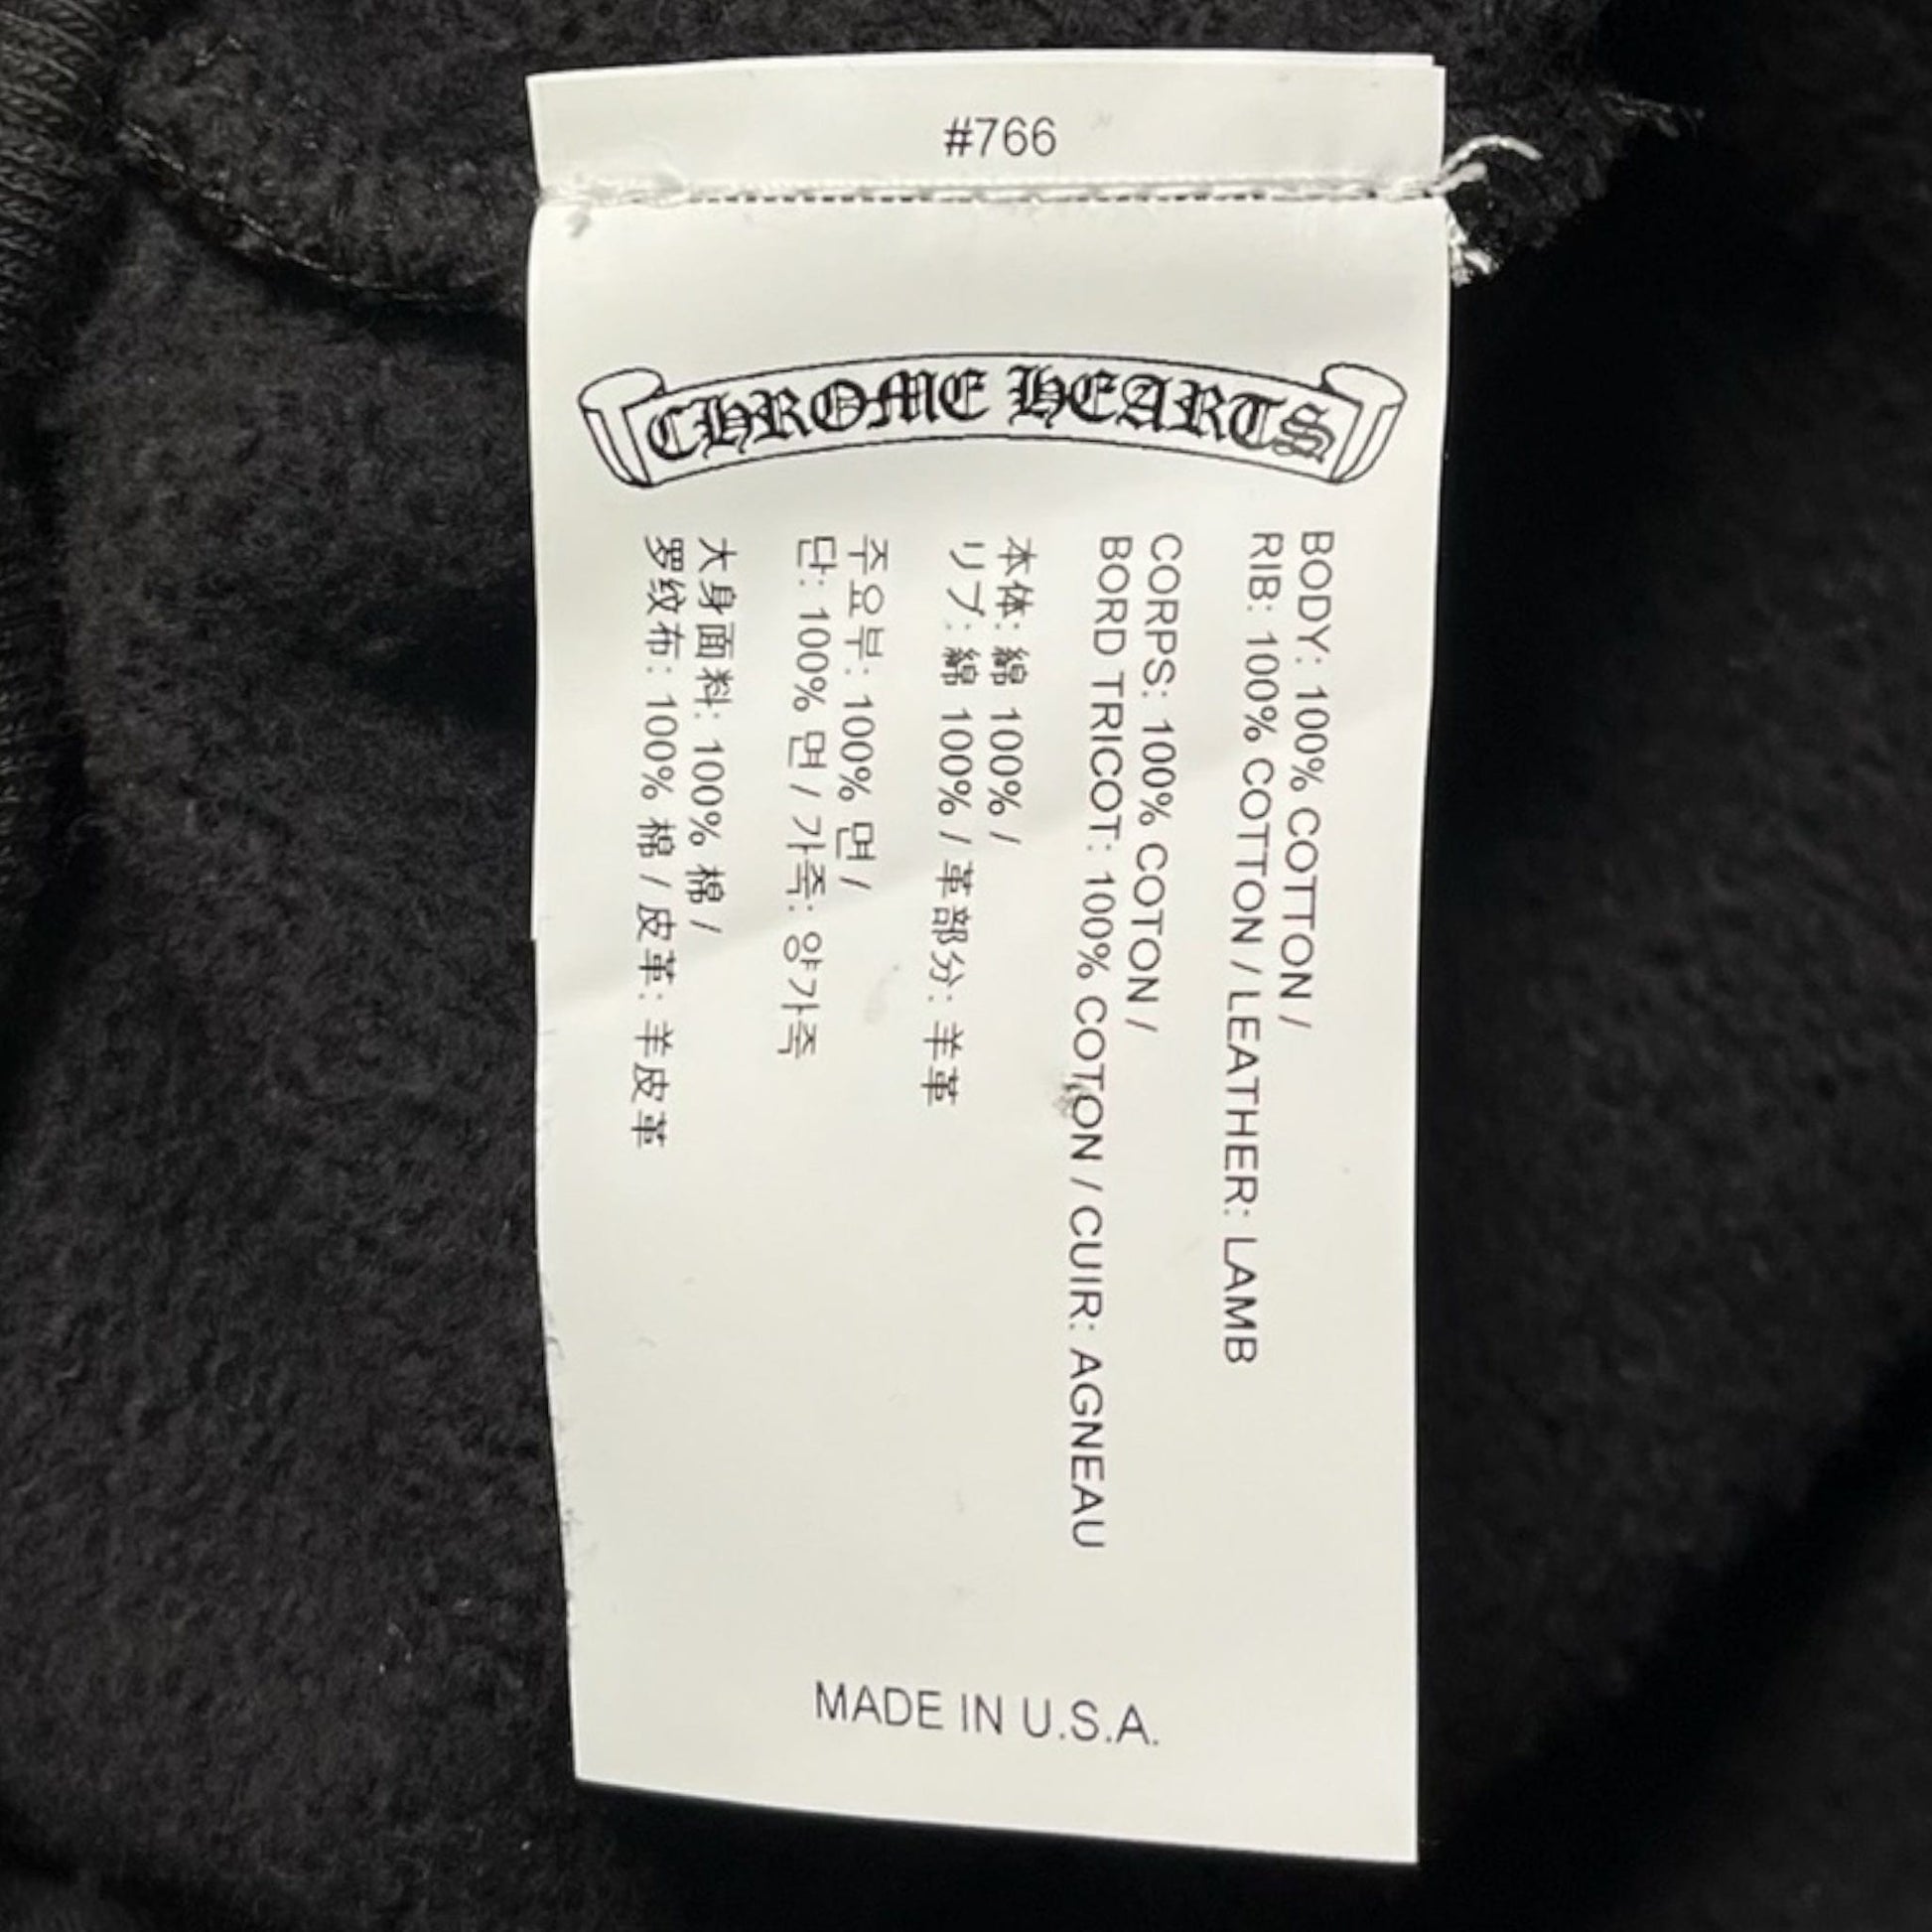 #766
CHROME HEARTS
BODY: 100% COTTON /
RIB: 100% COTTON / LEATHER: LAMB
CORPS: 100% COTON /
BORD TRICOT: 100% COTON / CUIR: AGNEAU
本体: 綿 100% /
リブ: 綿 100% / 革部分: 羊革
주요부: 100% 면 /
단: 100% 면 / 가죽: 양가죽
大身面料: 100% 棉 /
罗纹布: 100% 棉 / 皮革: 羊皮革
MADE IN U.S.A.